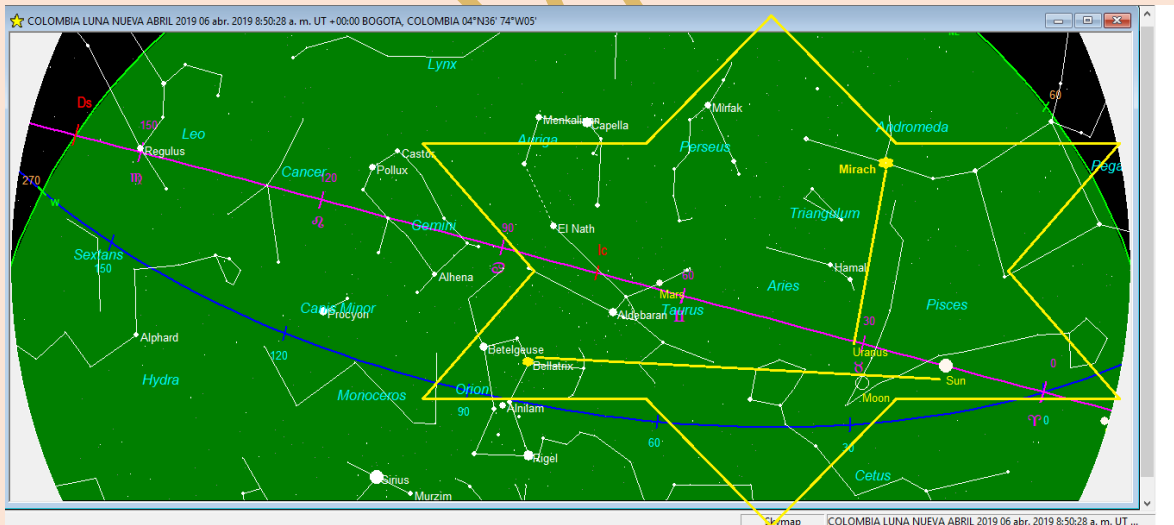 COLOMBIA LUNA NUEVA ABRIL 2019 06 abr. 2019 8:50:28 a. m. UT +00:00 BOGOTA, COLOMBIA 04°N36' 74°W05'
Lynx
60
Ds
150
Leo
Regulus
Menkalinan
Capella
Auriga
Mirfak
Perseus
Andromeda
Castor
Pollux
Cancer
120
Mirach
Pega
270
w
Gemini
El Nath
Triangulum
90
Ic
Sextans
150
Alhena
60
Hamal
Mars
Aries
Taurus
Pisces
Canis Minor
Procyon
Aldebaran
30
Alphard
120
Betelgeuse
Uranus
0
Bellatrix
Sun
Hydra
Monoceros
Orion
Moon
90
Alnilam
0
60
30
Rigel
Cetus
Sirius
Murzim
Skymap
COLOMBIA LUNA NUEVA ABRIL 2019 06 abr. 2019 8:50:28 a. m. UT ...